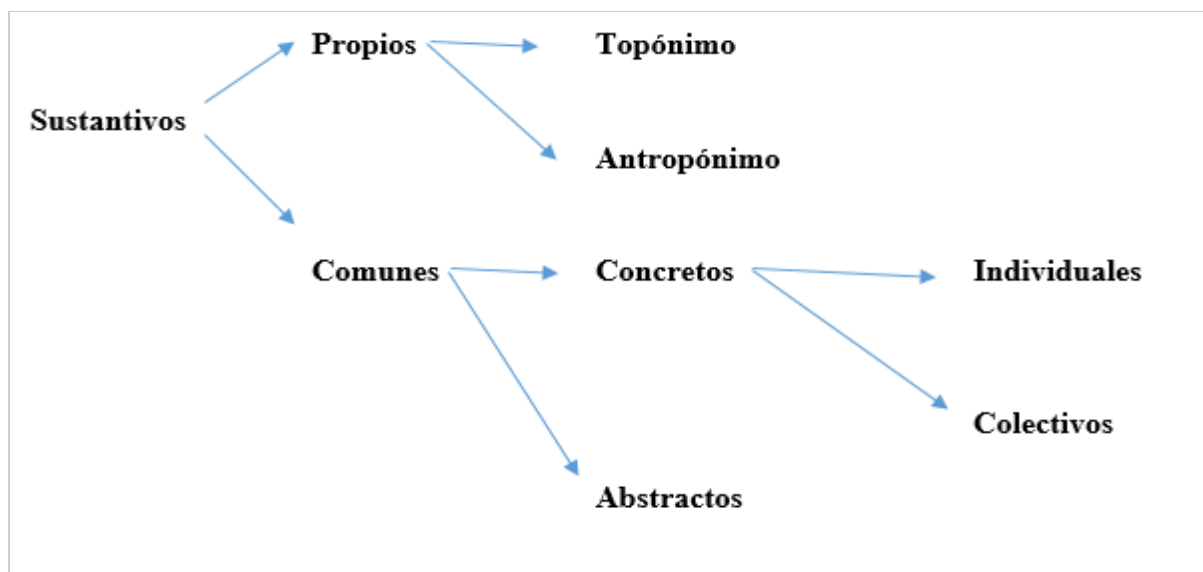 Propios
Topónimo
Sustantivos
Antropónimo
Comunes
Concretos
Individuales
Colectivos
Abstractos